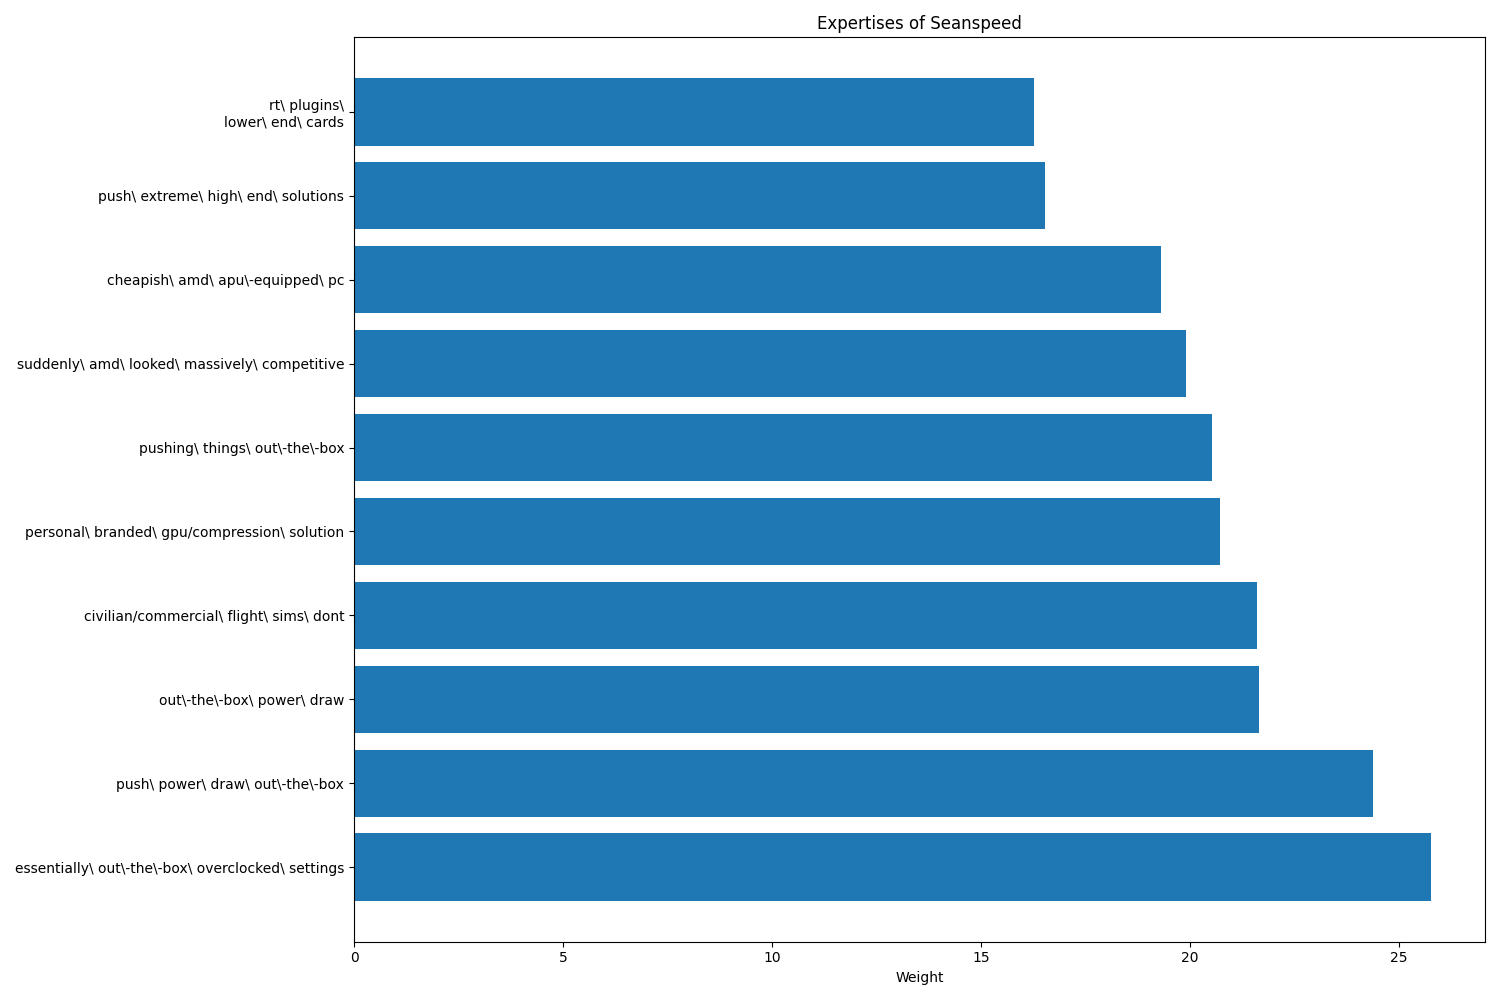 Expertises of Seanspeed
rt\ plugins\
lower\ end\ cards
push\ extreme\ high\ end\ solutions
cheapish\ amd\ apu\-equipped\ pc
suddenly\ amd\ looked\ massively\ competitive
pushing\ things\ out\-the\-box
personal\ branded\ gpu/compression\ solution
civilian/commercial\ flight\ sims\ dont
out\-the\-box\ power\ draw
push\ power\ draw\ out\-the\-box
essentially\ out\-the\-box\ overclocked\ settings
0 5 10 15 20 25
Weight